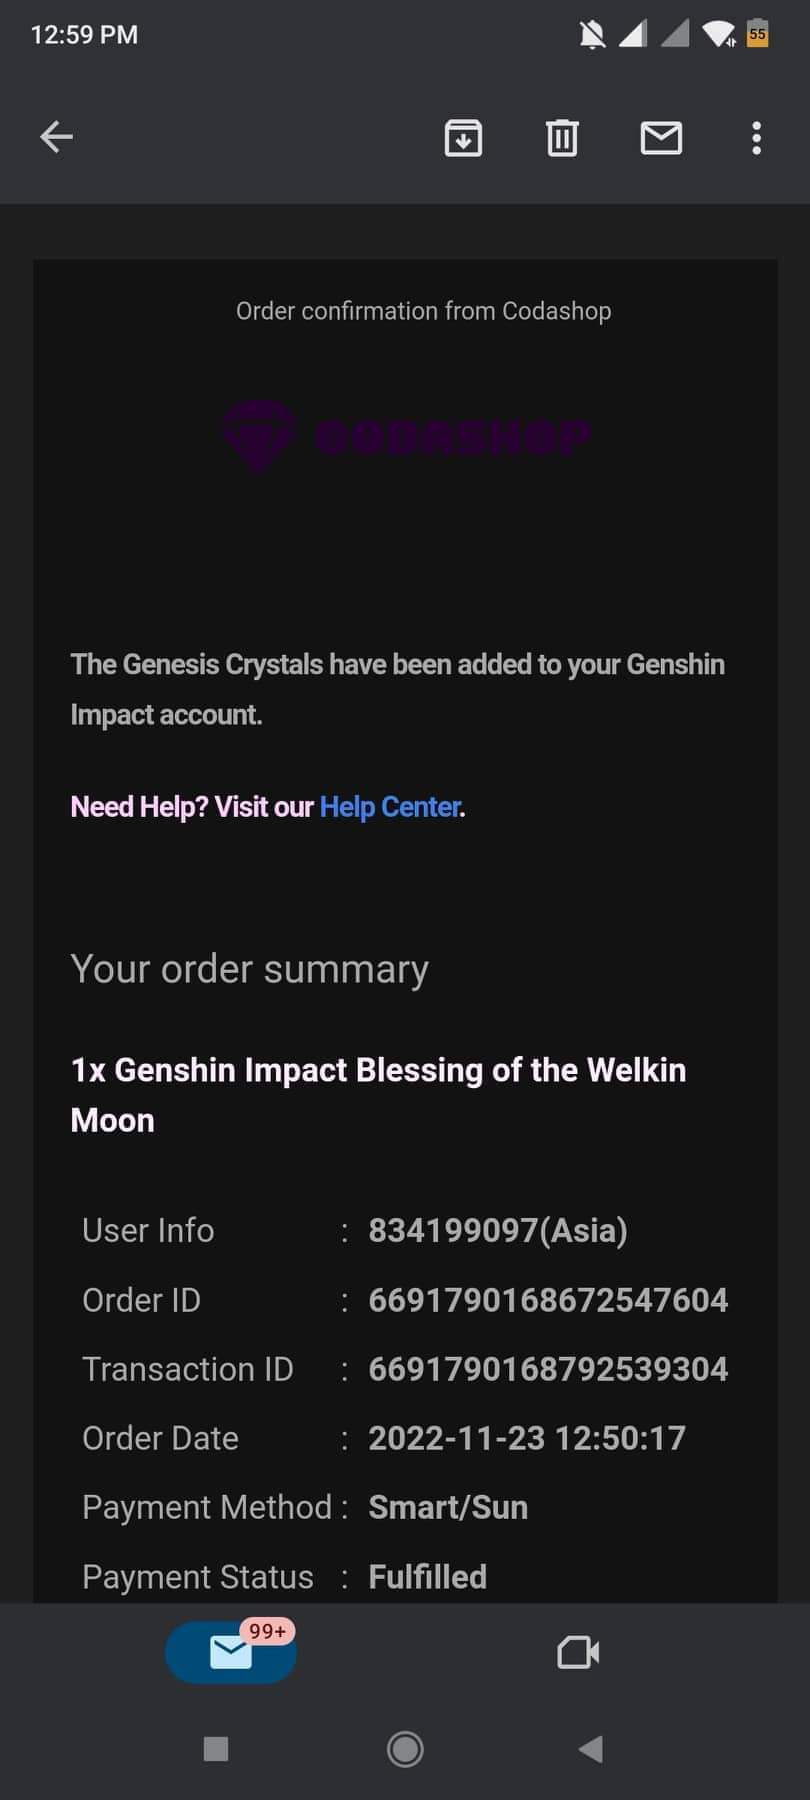 12:59 PM
55
Order confirmation from Codashop
CODASHOP
The Genesis Crystals have been added to your Genshin
Impact account.
Need Help? Visit our Help Center.
Your order summary
1x Genshin Impact Blessing of the Welkin
Moon
User Info : 834199097(Asia)
Order ID : 6691790168672547604
Transaction ID : 6691790168792539304
Order Date : 2022-11-23 12:50:17
Payment Method : Smart/Sun
Payment Status : Fulfilled
99+